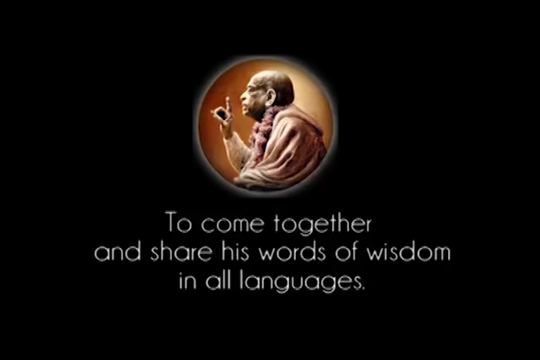 To come together
and share his words of wisdom
in all languages.